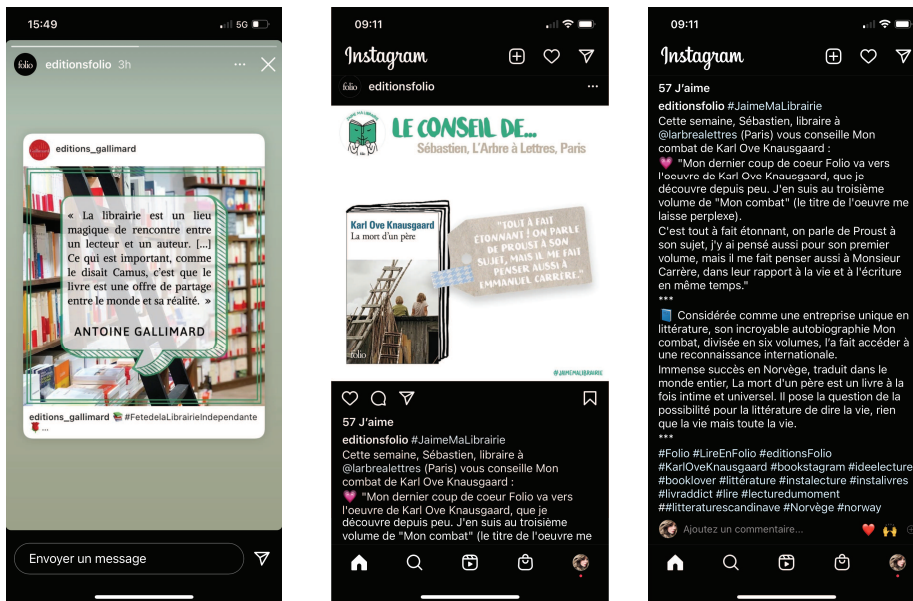 15:49
5G
folio
editionsfolio 3h
editions_gallimard
« La librairie est un lieu
magique de rencontre entre
un lecteur et un auteur. [...]
Ce qui est important, comme
le disait Camus, c'est que le
livre est une offre de partage
entre le monde et sa réalité. »
ANTOINE GALLIMARD
editions_gallimard 📚 #FetedelaLibrairieIndependante
🌹 ...
Envoyer un message
09:11
Instagram
folio
editionsfolio
J'AIME MA LIBRAIRIE
LE CONSEIL DE...
Sébastien, L'Arbre à Lettres, Paris
Karl Ove Knausgaard
La mort d'un père
folio
"TOUT À FAIT
ÉTONNANT ! ON PARLE
DE PROUST À SON
SUJET, MAIS IL ME FAIT
PENSER AUSSI À
EMMANUEL CARRÈRE."
#JAIMEMALIBRAIRIE
57 J'aime
editionsfolio #JaimeMaLibrairie
Cette semaine, Sébastien, libraire à
@larbrealettres (Paris) vous conseille Mon
combat de Karl Ove Knausgaard :
💗 "Mon dernier coup de coeur Folio va vers
l'oeuvre de Karl Ove Knausgaard, que je
découvre depuis peu. J'en suis au troisième
volume de "Mon combat" (le titre de l'oeuvre me
09:11
Instagram
57 J'aime
editionsfolio #JaimeMaLibrairie
Cette semaine, Sébastien, libraire à
@larbrealettres (Paris) vous conseille Mon
combat de Karl Ove Knausgaard :
💗 "Mon dernier coup de coeur Folio va vers
l'oeuvre de Karl Ove Knausgaard, que je
découvre depuis peu. J'en suis au troisième
volume de "Mon combat" (le titre de l'oeuvre me
laisse perplexe).
C'est tout à fait étonnant, on parle de Proust à
son sujet, j'y ai pensé aussi pour son premier
volume, mais il me fait penser aussi à Monsieur
Carrère, dans leur rapport à la vie et à l'écriture
en même temps."
***
📘 Considérée comme une entreprise unique en
littérature, son incroyable autobiographie Mon
combat, divisée en six volumes, l'a fait accéder à
une reconnaissance internationale.
Immense succès en Norvège, traduit dans le
monde entier, La mort d'un père est un livre à la
fois intime et universel. Il pose la question de la
possibilité pour la littérature de dire la vie, rien
que la vie mais toute la vie.
***
#Folio #LireEnFolio #editionsFolio
#KarlOveKnausgaard #bookstagram #ideelecture
#booklover #littérature #instalecture #instalivres
#livraddict #lire #lecturedumoment
##litteraturescandinave #Norvège #norway
Ajoutez un commentaire... ❤️ 🙌